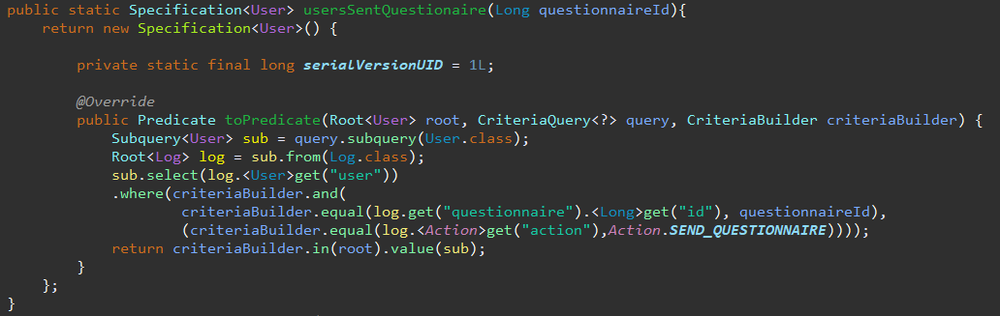 public static Specification<User> usersSentQuestionaire(Long questionnaireId){
return new Specification<User>() {
private static final long serialVersionUID = 1L;
@Override
public Predicate toPredicate(Root<User> root, CriteriaQuery<?> query, CriteriaBuilder criteriaBuilder) {
Subquery<User> sub = query.subquery(User.class);
Root<Log> log = sub.from(Log.class);
sub.select(log.<User>get("user"))
.where(criteriaBuilder.and(
criteriaBuilder.equal(log.get("questionnaire").<Long>get("id"), questionnaireId),
(criteriaBuilder.equal(log.<Action>get("action"),Action.SEND_QUESTIONNAIRE))));
return criteriaBuilder.in(root).value(sub);
}
};
}